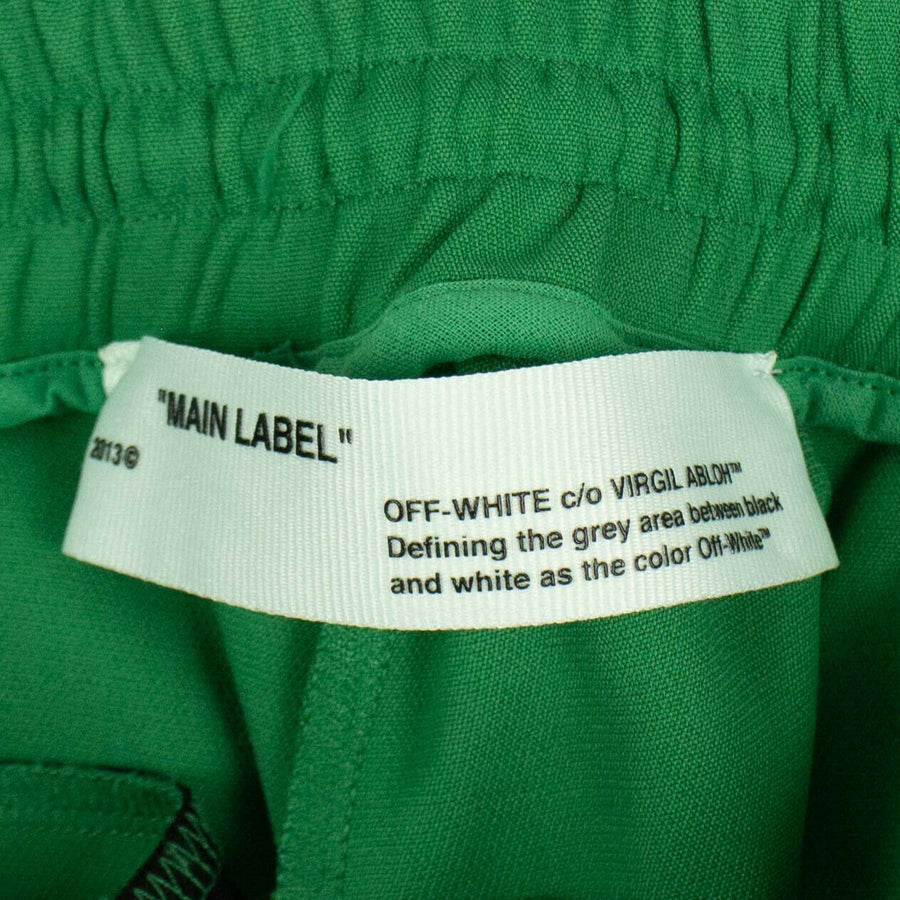 "MAIN LABEL"
2013©
OFF-WHITE c/o VIRGIL ABLOH™
Defining the grey area between black
and white as the color Off-White™